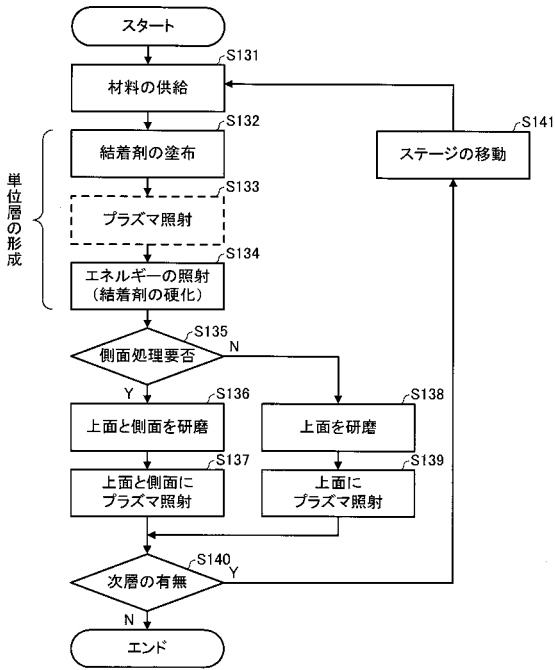 スタート
S131
材料の供給
S132
結着剤の塗布
S133
プラズマ照射
S134
エネルギーの照射
(結着剤の硬化)
単位層の形成
S135
側面処理要否
N
Y
S136
上面と側面を研磨
S137
上面と側面に
プラズマ照射
S138
上面を研磨
S139
上面に
プラズマ照射
S140
次層の有無
Y
N
エンド
S141
ステージの移動